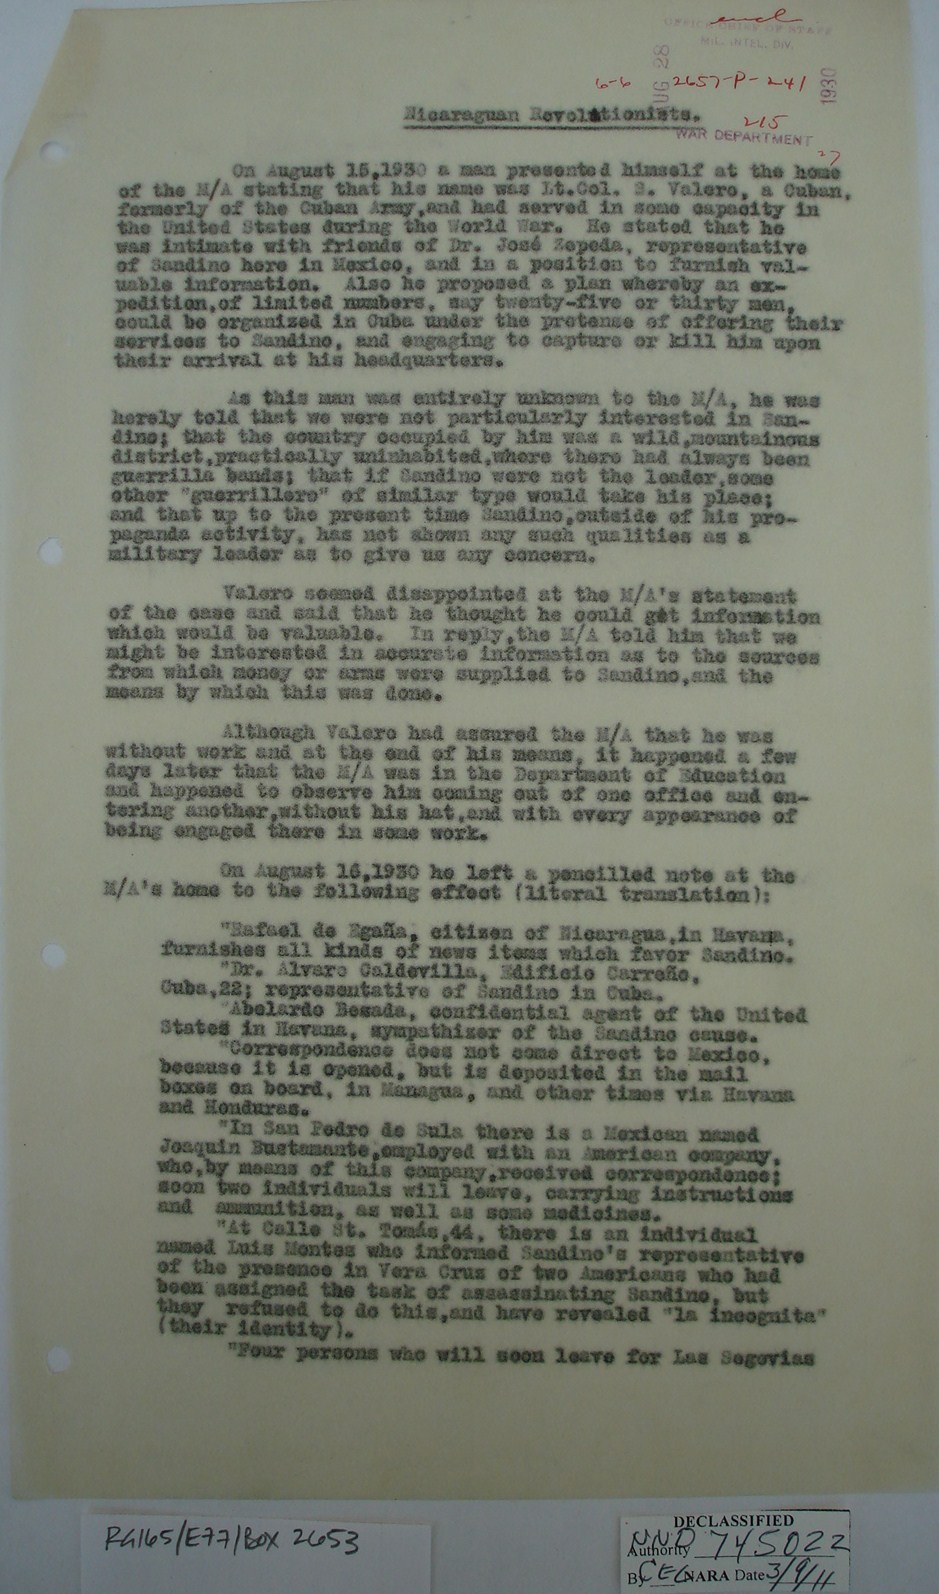 encl
OFFICE CHIEF OF STAFF
MIL. INTEL. DIV.
AUG 28 1930
6-6 2657-P-241
Nicaraguan Revolutionists.
215
WAR DEPARTMENT
27
On August 15,1930 a man presented himself at the home
of the M/A stating that his name was Lt.Col. S. Valero, a Cuban,
formerly of the Cuban Army,and had served in some capacity in
the United States during the World War. He stated that he
was intimate with friends of Dr. José Zepeda, representative
of Sandino here in Mexico, and in a position to furnish val-
uable information. Also he proposed a plan whereby an ex-
pedition,of limited numbers, say twenty-five or thirty men,
could be organized in Cuba under the pretense of offering their
services to Sandino, and engaging to capture or kill him upon
their arrival at his headquarters.
As this man was entirely unknown to the M/A, he was
merely told that we were not particularly interested in San-
dino; that the country occupied by him was a wild,mountainous
district,practically uninhabited,where there had always been
guerrilla bands; that if Sandino were not the leader,some
other "guerrillero" of similar type would take his place;
and that up to the present time Sandino,outside of his pro-
paganda activity, has not shown any such qualities as a
military leader as to give us any concern.
Valero seemed disappointed at the M/A's statement
of the case and said that he thought he could get information
which would be valuable. In reply,the M/A told him that we
might be interested in accurate information as to the sources
from which money or arms were supplied to Sandino,and the
means by which this was done.
Although Valero had assured the M/A that he was
without work and at the end of his means, it happened a few
days later that the M/A was in the Department of Education
and happened to observe him coming out of one office and en-
tering another,without his hat,and with every appearance of
being engaged there in some work.
On August 16,1930 he left a pencilled note at the
M/A's home to the following effect (literal translation):
"Rafael de Egaña, citizen of Nicaragua,in Havana,
furnishes all kinds of news items which favor Sandino.
"Dr. Alvaro Caldevilla, Edificio Carreño,
Cuba,22; representative of Sandino in Cuba.
"Abelardo Besada, confidential agent of the United
States in Havana, sympathizer of the Sandino cause.
"Correspondence does not come direct to Mexico,
because it is opened, but is deposited in the mail
boxes on board, in Managua, and other times via Havana
and Honduras.
"In San Pedro de Sula there is a Mexican named
Joaquin Bustamante,employed with an American company,
who,by means of this company,received correspondence;
soon two individuals will leave, carrying instructions
and ammunition, as well as some medicines.
"At Calle St. Tomás,44, there is an individual
named Luis Montes who informed Sandino's representative
of the presence in Vera Cruz of two Americans who had
been assigned the task of assassinating Sandino, but
they refused to do this,and have revealed "la incognita"
(their identity).
"Four persons who will soon leave for Las Segovias
RG165/E77/Box 2653
DECLASSIFIED
Authority NND 745022
By CEG NARA Date 3/9/11